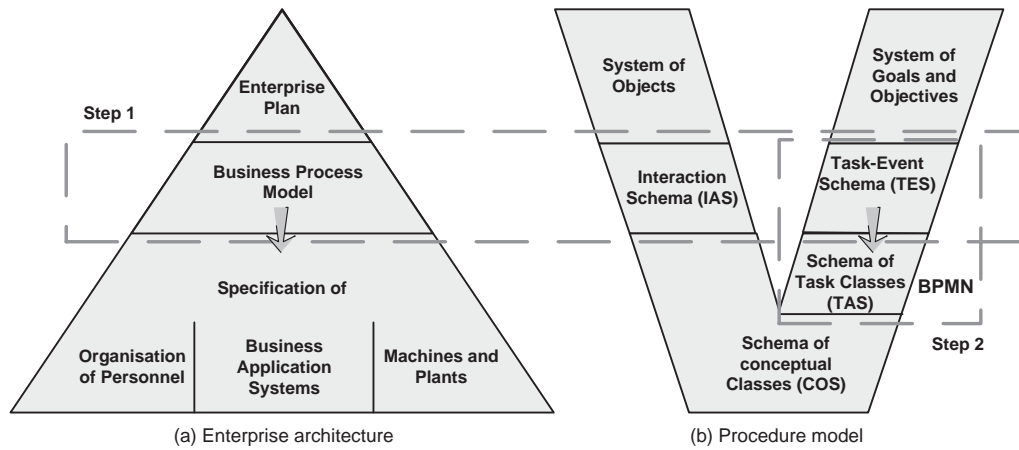 Enterprise
Plan
Step 1
Business Process
Model
Specification of
Organisation
of Personnel
Business
Application
Systems
Machines and
Plants
(a) Enterprise architecture
System of
Objects
System of
Goals and
Objectives
Interaction
Schema (IAS)
Task-Event
Schema (TES)
Schema of
Task Classes
(TAS)
BPMN
Step 2
Schema of
conceptual
Classes (COS)
(b) Procedure model